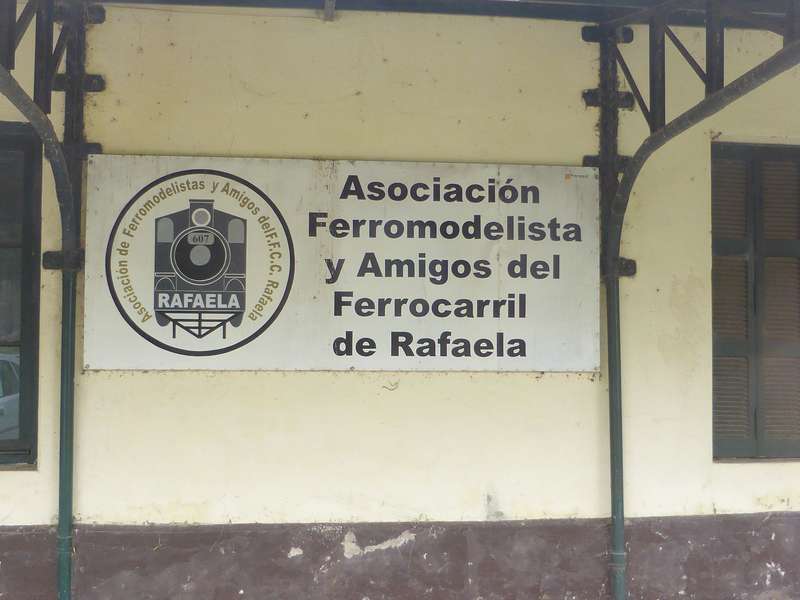 Asociación de Ferromodelistas y Amigos del F.F.C.C. Rafaela
607
RAFAELA
Asociación
Ferromodelista
y Amigos del
Ferrocarril
de Rafaela